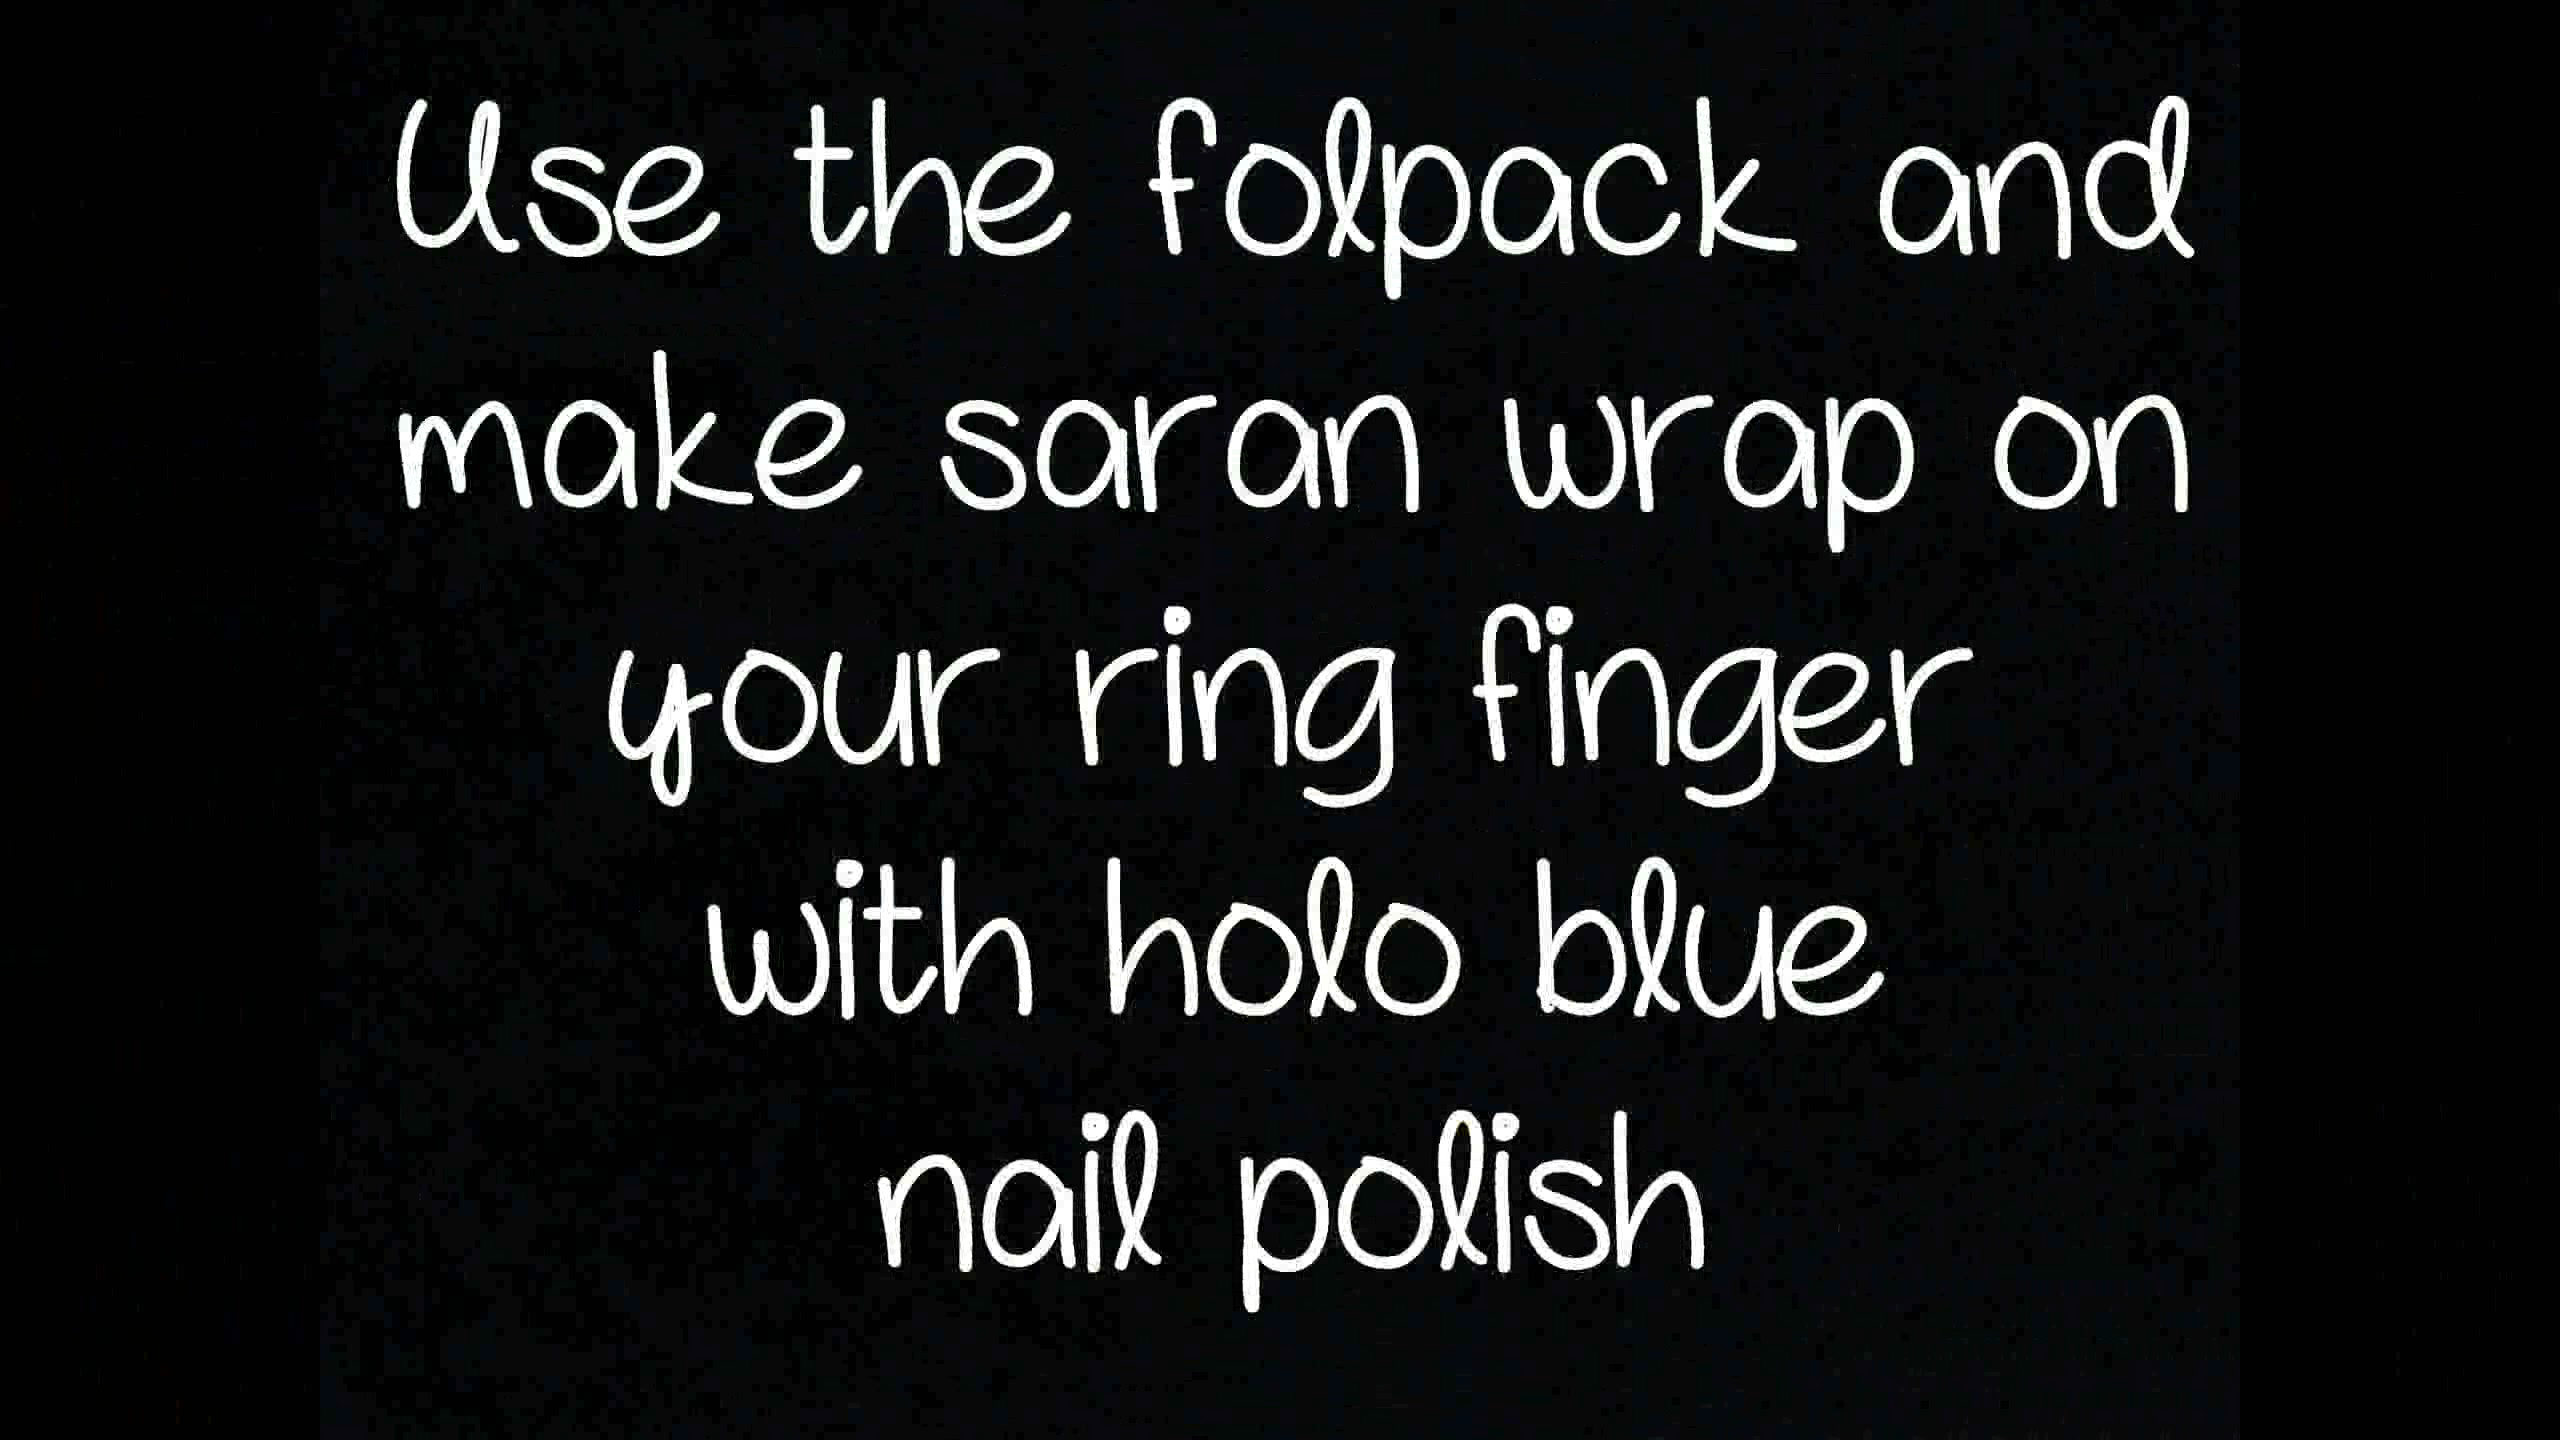 Use the folpack and
make saran wrap on
your ring finger
with holo blue
nail polish